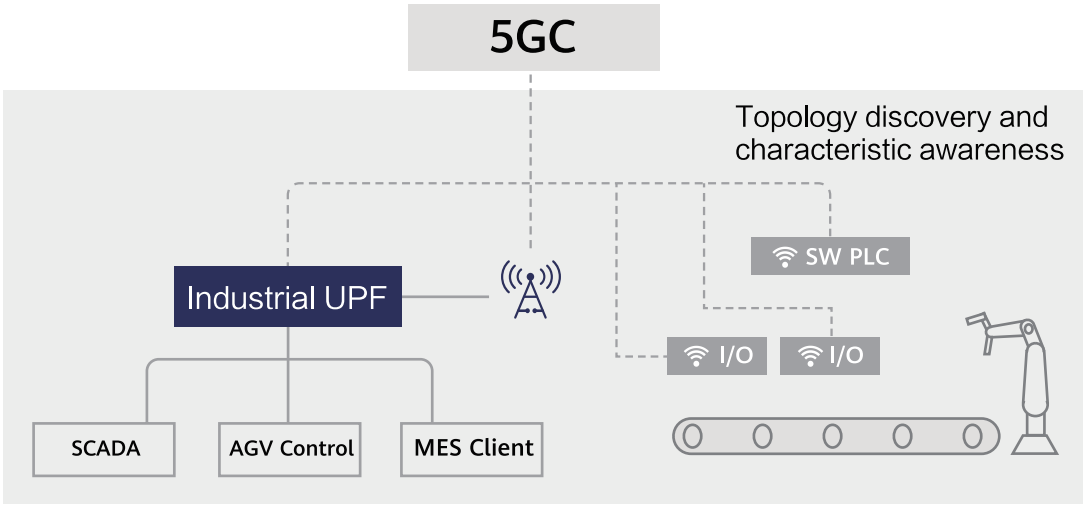 5GC
Topology discovery and
characteristic awareness
SW PLC
Industrial UPF
I/O
I/O
SCADA
AGV Control
MES Client